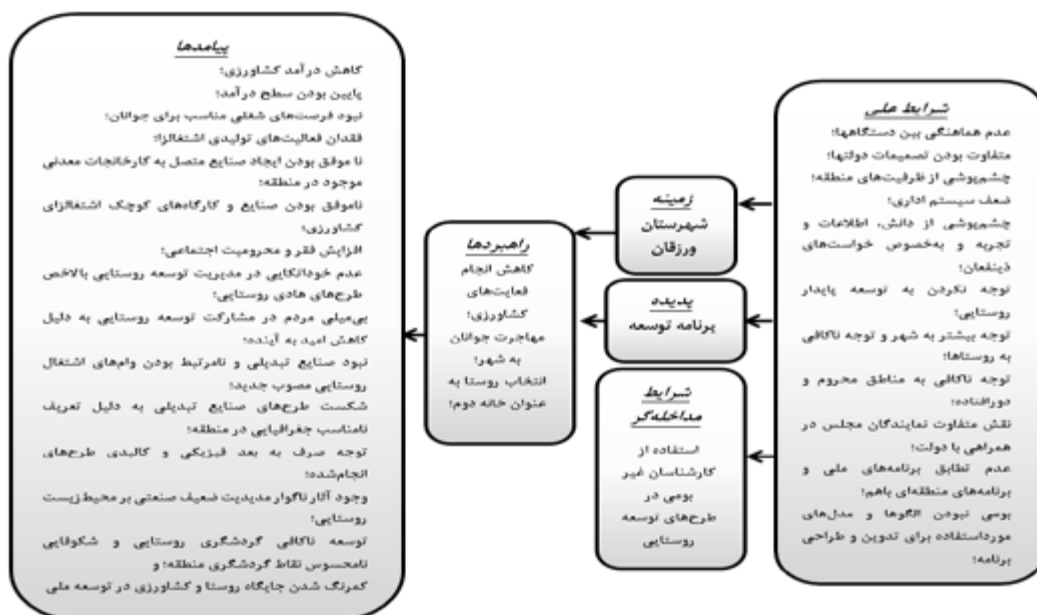 شرایط علی
عدم هماهنگی بین دستگاهها؛
متفاوت بودن تصمیمات دولتها؛
چشم‌پوشی از ظرفیت‌های منطقه؛
ضعف سیستم اداری؛
چشم‌پوشی از دانش، اطلاعات و
تجربه و به‌خصوص خواست‌های
ذینفعان؛
توجه نکردن به توسعه پایدار
روستایی؛
توجه بیشتر به شهر و توجه ناکافی
به روستاها؛
توجه ناکافی به مناطق محروم و
دورافتاده؛
نقش متفاوت نمایندگان مجلس در
همراهی با دولت؛
عدم تطابق برنامه‌های ملی و
برنامه‌های منطقه‌ای باهم؛
بومی نبودن الگوها و مدل‌های
مورداستفاده برای تدوین و طراحی
برنامه؛
زمینه
شهرستان
ورزقان
پدیده
برنامه توسعه
شرایط
مداخله‌گر
استفاده از
کارشناسان غیر
بومی در
طرح‌های توسعه
روستایی
راهبردها
کاهش انجام
فعایت‌های
کشاورزی؛
مهاجرت جوانان
به شهر؛
انتخاب روستا به
عنوان خانه دوم؛
پیامدها
کاهش درآمد کشاورزی؛
پایین بودن سطح درآمد؛
نبود فرصت‌های شغلی مناسب برای جوانان؛
فقدان فعالیت‌های تولیدی اشتغالزا؛
نا موفق بودن ایجاد صنایع متصل به کارخانجات معدنی
موجود در منطقه؛
ناموفق بودن صنایع و کارگاه‌های کوچک اشتغالزای
کشاورزی؛
افزایش فقر و محرومیت اجتماعی؛
عدم خوداتکایی در مدیریت توسعه روستایی بالاخص
طرح‌های هادی روستایی؛
بی‌میلی مردم در مشارکت توسعه روستایی به دلیل
کاهش امید به آینده؛
نبود صنایع تبدیلی و نامرتبط بودن وام‌های اشتغال
روستایی مصوب جدید؛
شکست طرح‌های صنایع تبدیلی به دلیل تعریف
نامناسب جغرافیایی در منطقه؛
توجه صرف به بعد فیزیکی و کالبدی طرح‌های
انجام‌شده؛
وجود آثار ناگوار مدیدیت ضعیف صنعتی بر محیط‌زیست
روستایی؛
توسعه ناکافی گردشگری روستایی و شکوفایی
نامحسوس نقاط گردشگری منطقه؛ و
کمرنگ شدن جایگاه روستا و کشاورزی در توسعه ملی